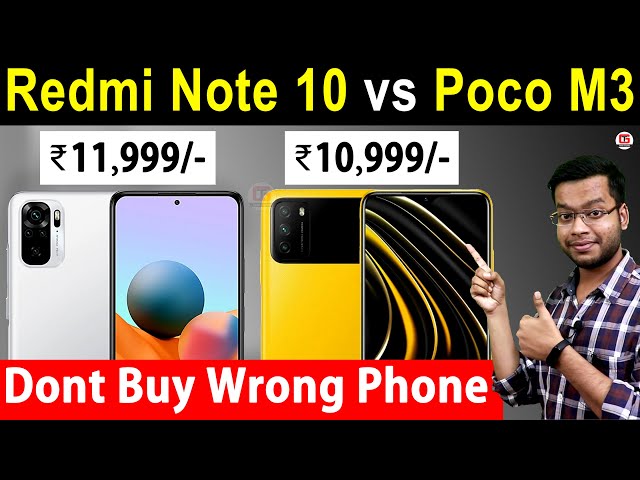 Redmi Note 10 vs Poco M3
₹11,999/- ₹10,999/-
Dont Buy Wrong Phone